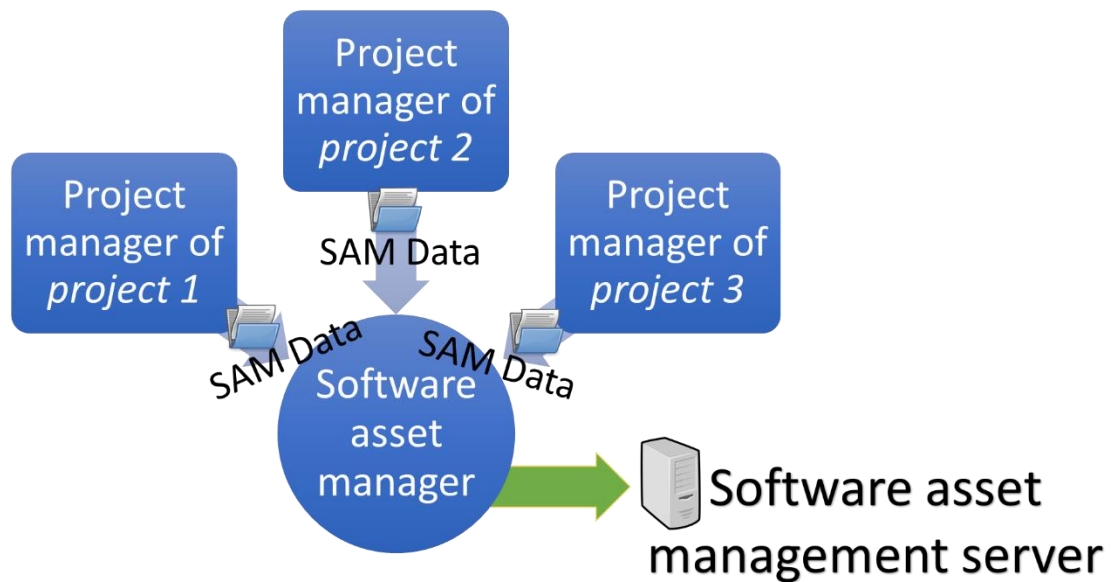 Project
manager of
project 2
Project
manager of
project 1
Project
manager of
project 3
SAM Data
SAM Data
SAM Data
Software
asset
manager
Software asset
management server